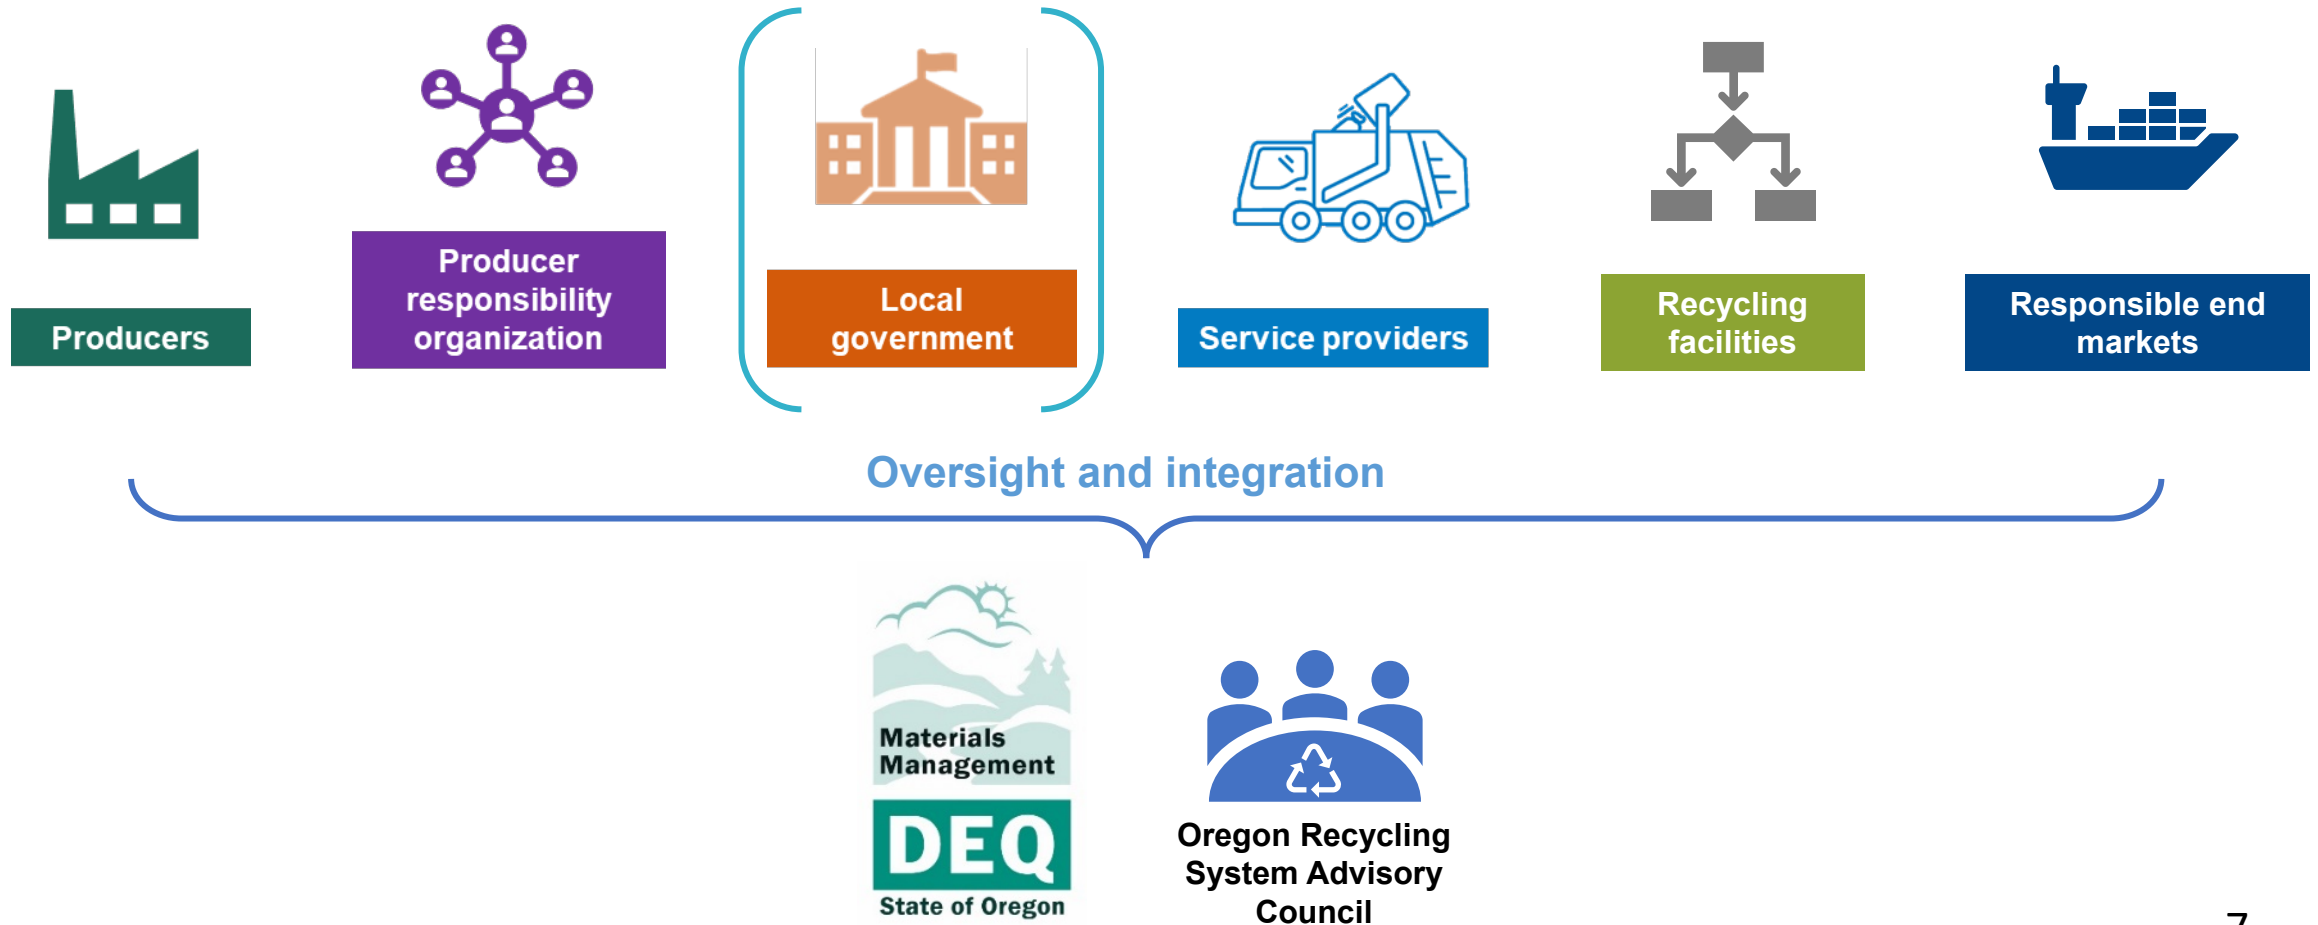 Producers
Producer
responsibility
organization
Local
government
Service providers
Recycling
facilities
Responsible end
markets
Oversight and integration
Materials
Management
DEQ
State of Oregon
Oregon Recycling
System Advisory
Council
7